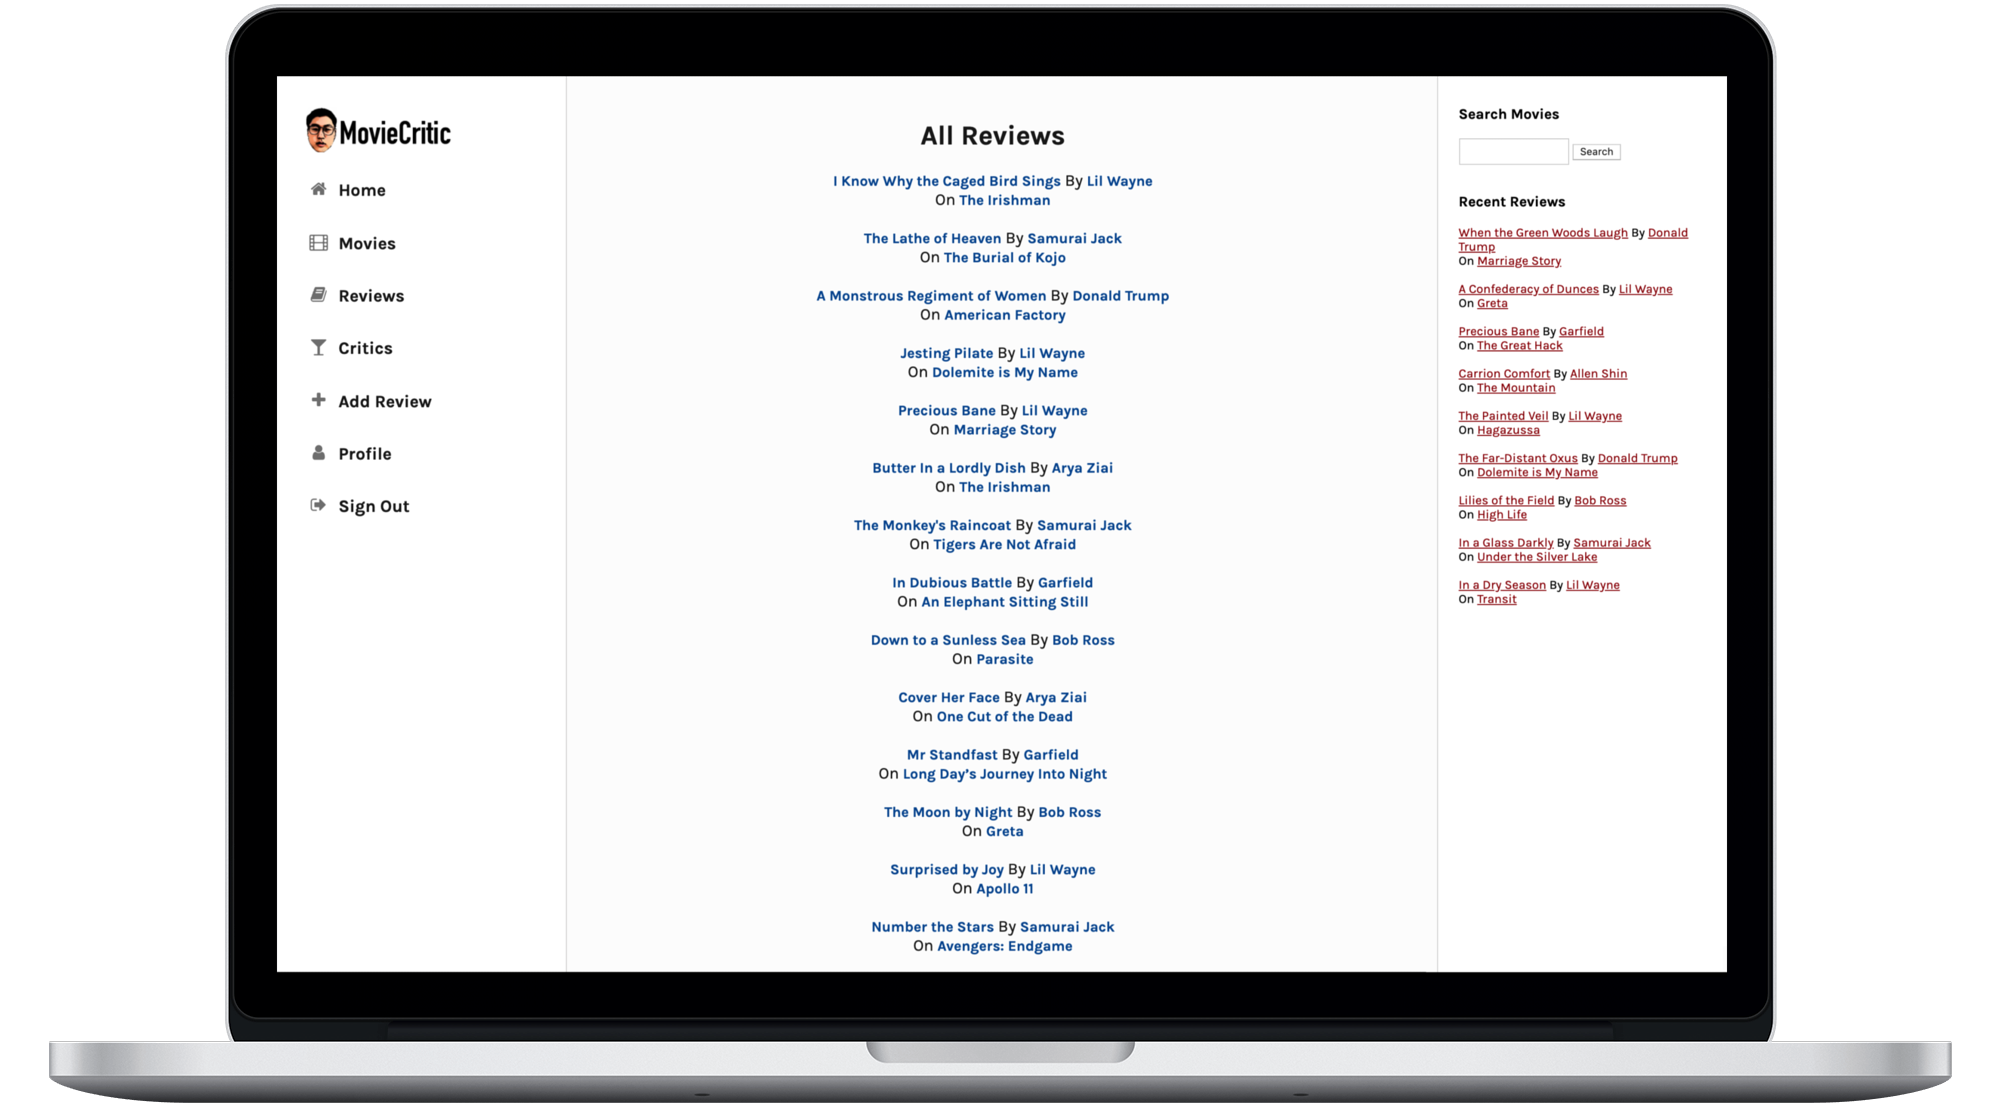 MovieCritic
Home
Movies
Reviews
Critics
Add Review
Profile
Sign Out
All Reviews
I Know Why the Caged Bird Sings By Lil Wayne
On The Irishman
The Lathe of Heaven By Samurai Jack
On The Burial of Kojo
A Monstrous Regiment of Women By Donald Trump
On American Factory
Jesting Pilate By Lil Wayne
On Dolemite is My Name
Precious Bane By Lil Wayne
On Marriage Story
Butter In a Lordly Dish By Arya Ziai
On The Irishman
The Monkey's Raincoat By Samurai Jack
On Tigers Are Not Afraid
In Dubious Battle By Garfield
On An Elephant Sitting Still
Down to a Sunless Sea By Bob Ross
On Parasite
Cover Her Face By Arya Ziai
On One Cut of the Dead
Mr Standfast By Garfield
On Long Day's Journey Into Night
The Moon by Night By Bob Ross
On Greta
Surprised by Joy By Lil Wayne
On Apollo 11
Number the Stars By Samurai Jack
On Avengers: Endgame
Search Movies
Search
Recent Reviews
When the Green Woods Laugh By Donald
Trump
On Marriage Story
A Confederacy of Dunces By Lil Wayne
On Greta
Precious Bane By Garfield
On The Great Hack
Carrion Comfort By Allen Shin
On The Mountain
The Painted Veil By Lil Wayne
On Hagazussa
The Far-Distant Oxus By Donald Trump
On Dolemite is My Name
Lilies of the Field By Bob Ross
On High Life
In a Glass Darkly By Samurai Jack
On Under the Silver Lake
In a Dry Season By Lil Wayne
On Transit